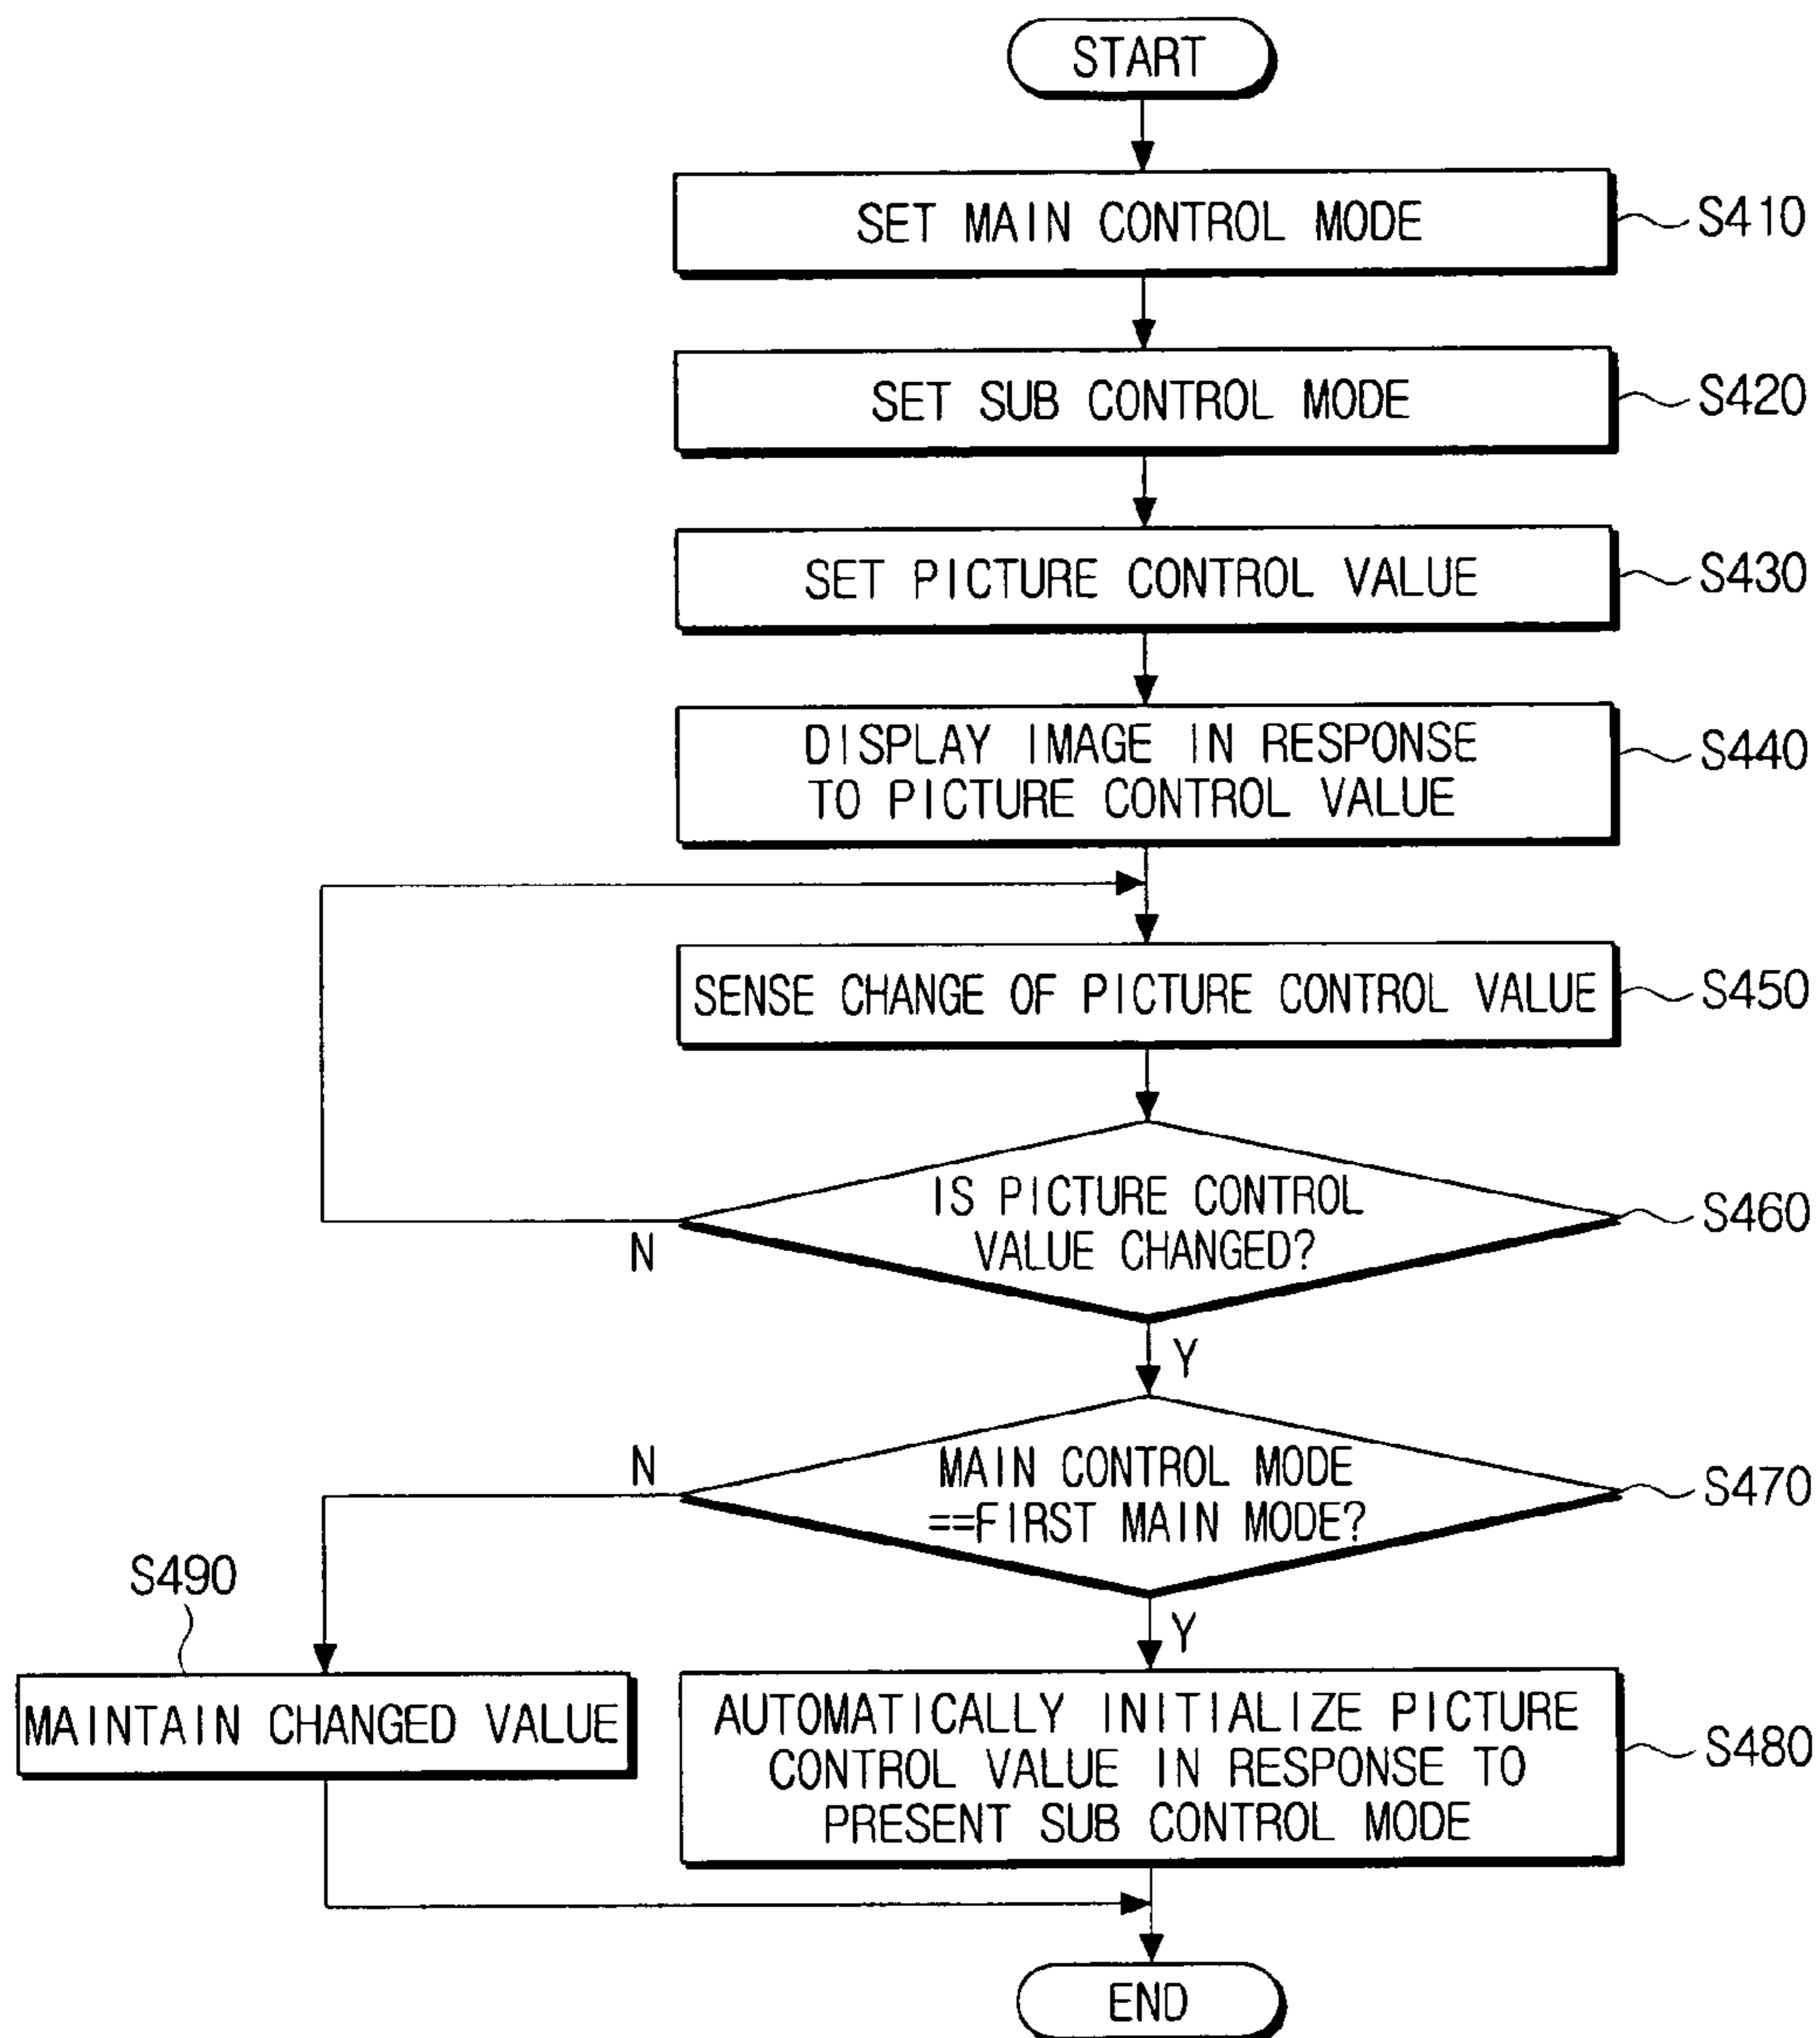 START
SET MAIN CONTROL MODE
S410
SET SUB CONTROL MODE
S420
SET PICTURE CONTROL VALUE
S430
DISPLAY IMAGE IN RESPONSE
TO PICTURE CONTROL VALUE
S440
SENSE CHANGE OF PICTURE CONTROL VALUE
S450
IS PICTURE CONTROL
VALUE CHANGED?
S460
N
Y
MAIN CONTROL MODE
==FIRST MAIN MODE?
S470
N
Y
S490
MAINTAIN CHANGED VALUE
AUTOMATICALLY INITIALIZE PICTURE
CONTROL VALUE IN RESPONSE TO
PRESENT SUB CONTROL MODE
S480
END